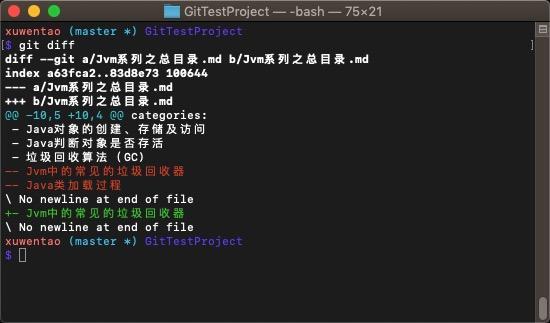 GitTestProject — -bash — 75×21
xuwentao (master *) GitTestProject
$ git diff
diff --git a/Jvm系列之总目录.md b/Jvm系列之总目录.md
index a63fca2..83d8e73 100644
--- a/Jvm系列之总目录.md
+++ b/Jvm系列之总目录.md
@@ -10,5 +10,4 @@ categories:
 - Java对象的创建、存储及访问
 - Java判断对象是否存活
 - 垃圾回收算法 (GC)
-- Jvm中的常见的垃圾回收器
-- Java类加载过程
\ No newline at end of file
+- Jvm中的常见的垃圾回收器
\ No newline at end of file
xuwentao (master *) GitTestProject
$